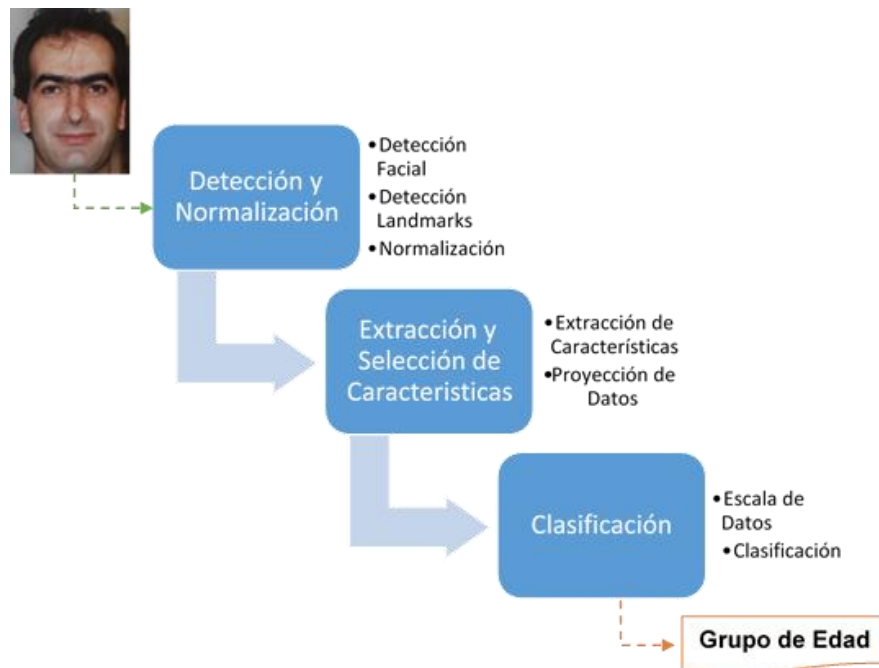 Detección y
Normalización
•Detección
Facial
•Detección
Landmarks
•Normalización
Extracción y
Selección de
Caracteristicas
•Extracción de
Características
•Proyección de
Datos
Clasificación
•Escala de
Datos
•Clasificación
Grupo de Edad